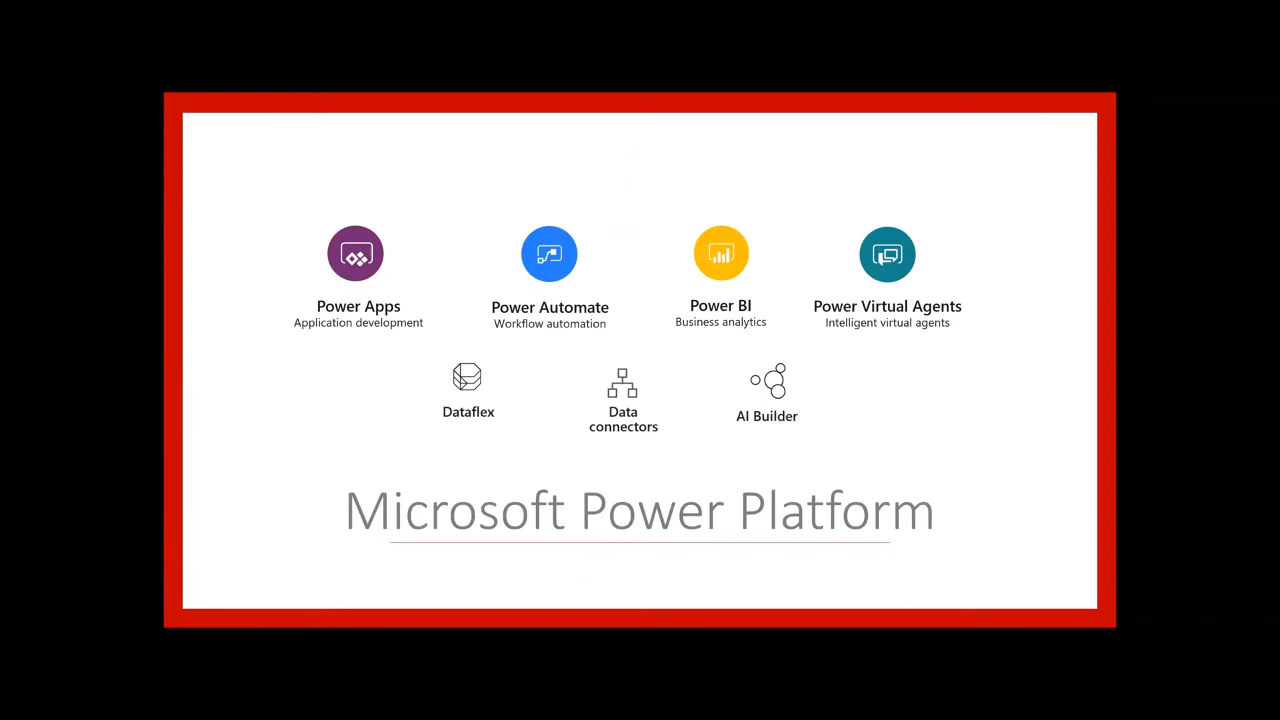 Power Apps
Application development
Power Automate
Workflow automation
Power BI
Business analytics
Power Virtual Agents
Intelligent virtual agents
Dataflex
Data
connectors
AI Builder
Microsoft Power Platform